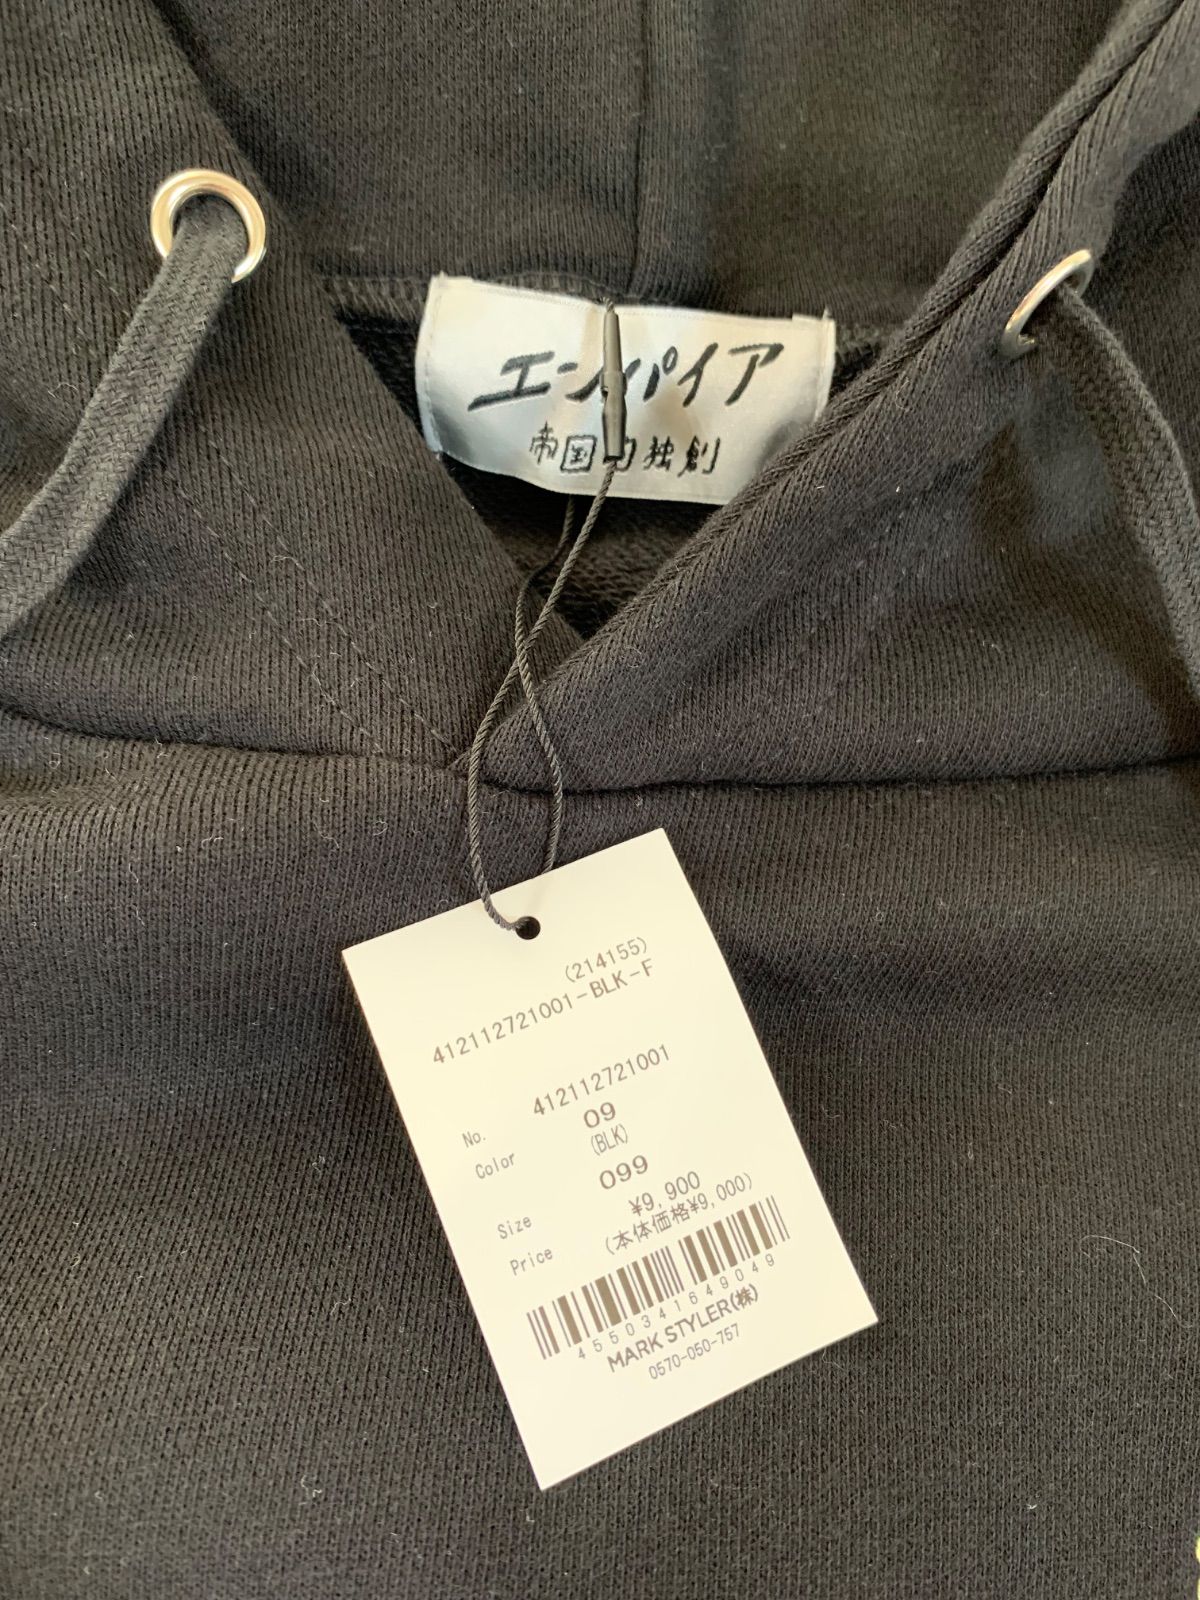 エンパイア
帝国的独創
(214155)
412112721001-BLK-F
No. 412112721001
Color 09
(BLK)
Size 099
Price ¥9,900
(本体価格¥9,000)
4550341649049
MARK STYLER(株)
0570-050-757